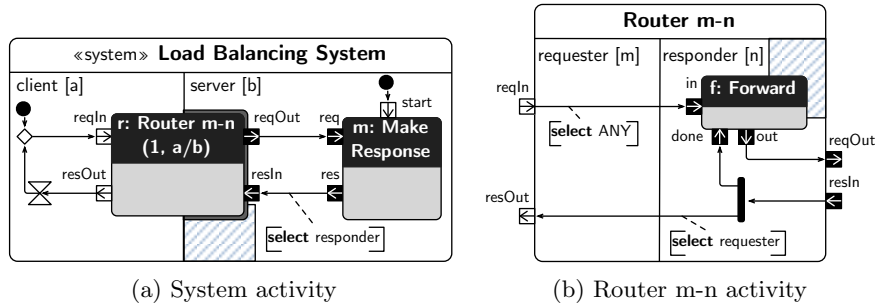 «system» Load Balancing System
client [a]
server [b]
start
reqIn
r: Router m-n
(1, a/b)
reqOut
req
m: Make
Response
resOut
resIn
res
select responder
(a) System activity
Router m-n
requester [m]
responder [n]
in
f: Forward
reqIn
select ANY
done
out
reqOut
resIn
resOut
select requester
(b) Router m-n activity